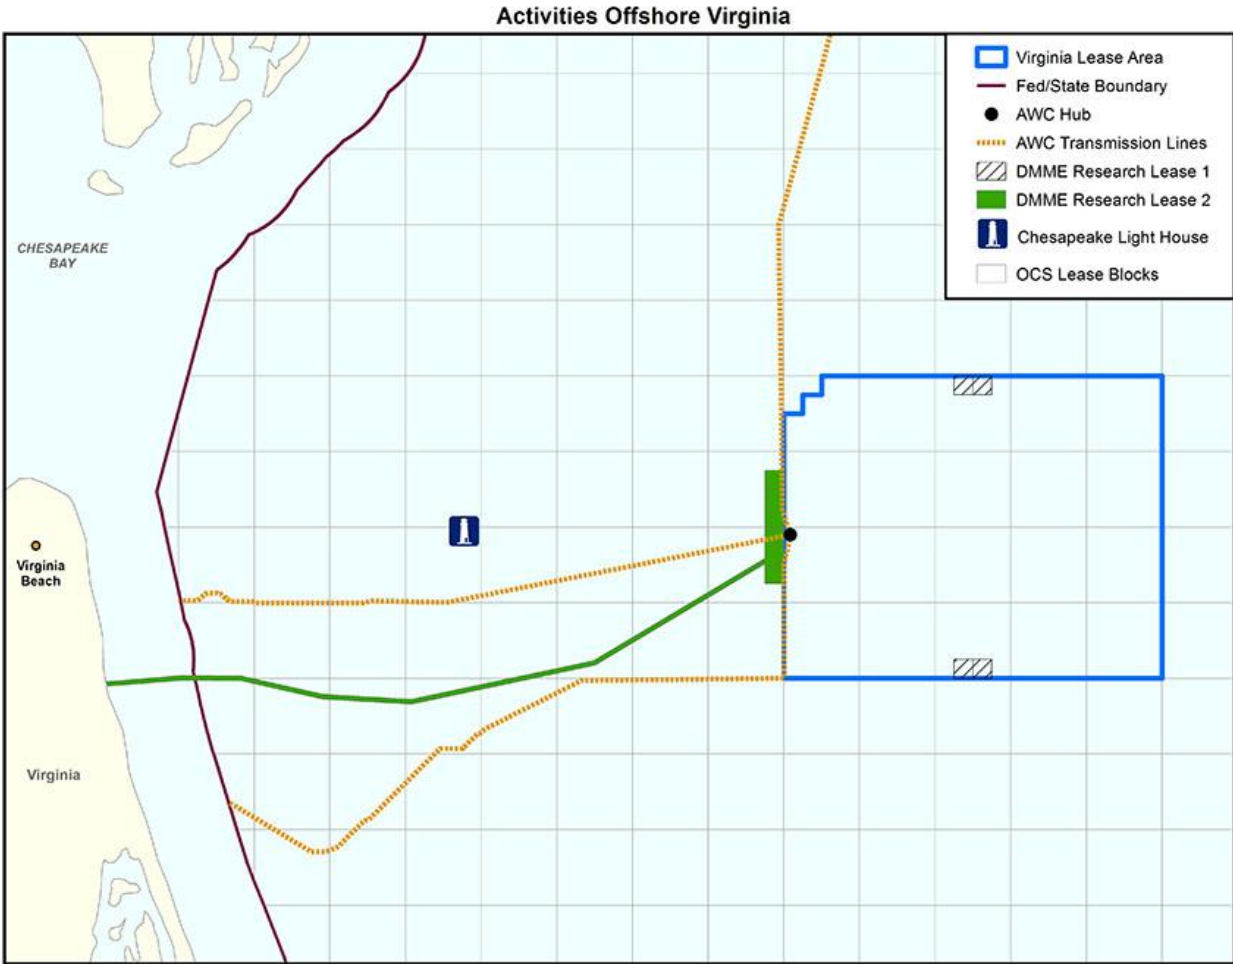 Activities Offshore Virginia
Virginia Lease Area
Fed/State Boundary
AWC Hub
AWC Transmission Lines
DMME Research Lease 1
DMME Research Lease 2
Chesapeake Light House
OCS Lease Blocks
CHESAPEAKE
BAY
Virginia
Beach
Virginia